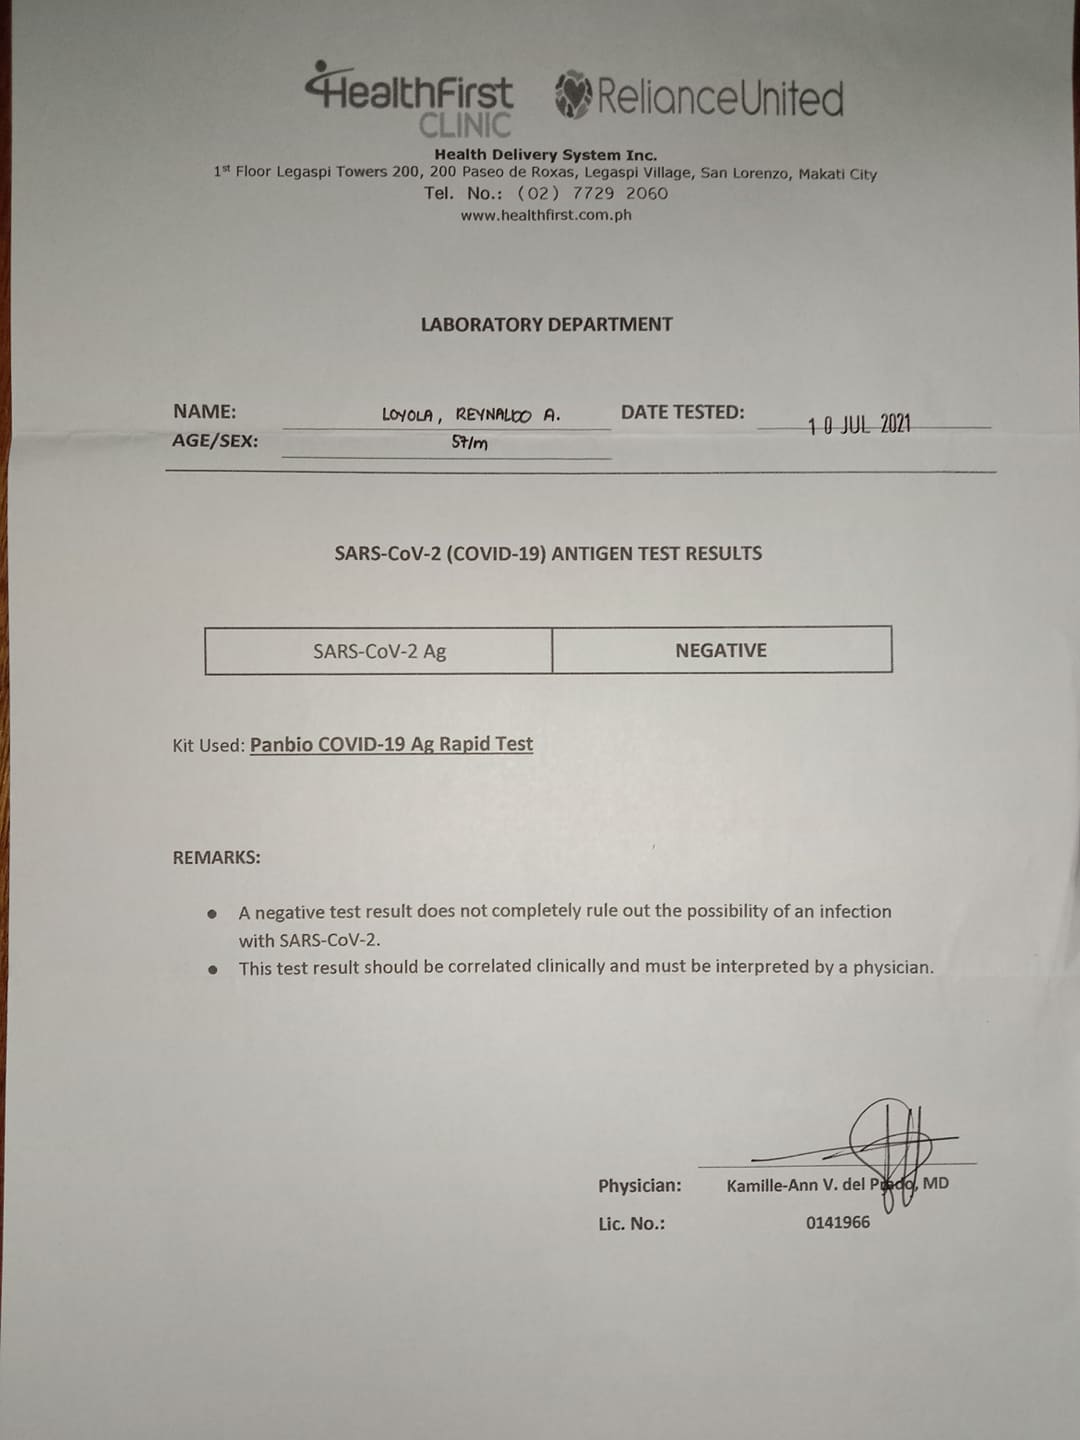 HealthFirst
CLINIC
RelianceUnited
Health Delivery System Inc.
1st Floor Legaspi Towers 200, 200 Paseo de Roxas, Legaspi Village, San Lorenzo, Makati City
Tel. No.: (02) 7729 2060
www.healthfirst.com.ph
LABORATORY DEPARTMENT
NAME: LOYOLA, REYNALDO A. DATE TESTED: 10 JUL 2021
AGE/SEX: 57/m
SARS-CoV-2 (COVID-19) ANTIGEN TEST RESULTS
SARS-CoV-2 Ag NEGATIVE
Kit Used: Panbio COVID-19 Ag Rapid Test
REMARKS:
● A negative test result does not completely rule out the possibility of an infection
with SARS-CoV-2.
● This test result should be correlated clinically and must be interpreted by a physician.
Physician: Kamille-Ann V. del Prado, MD
Lic. No.: 0141966